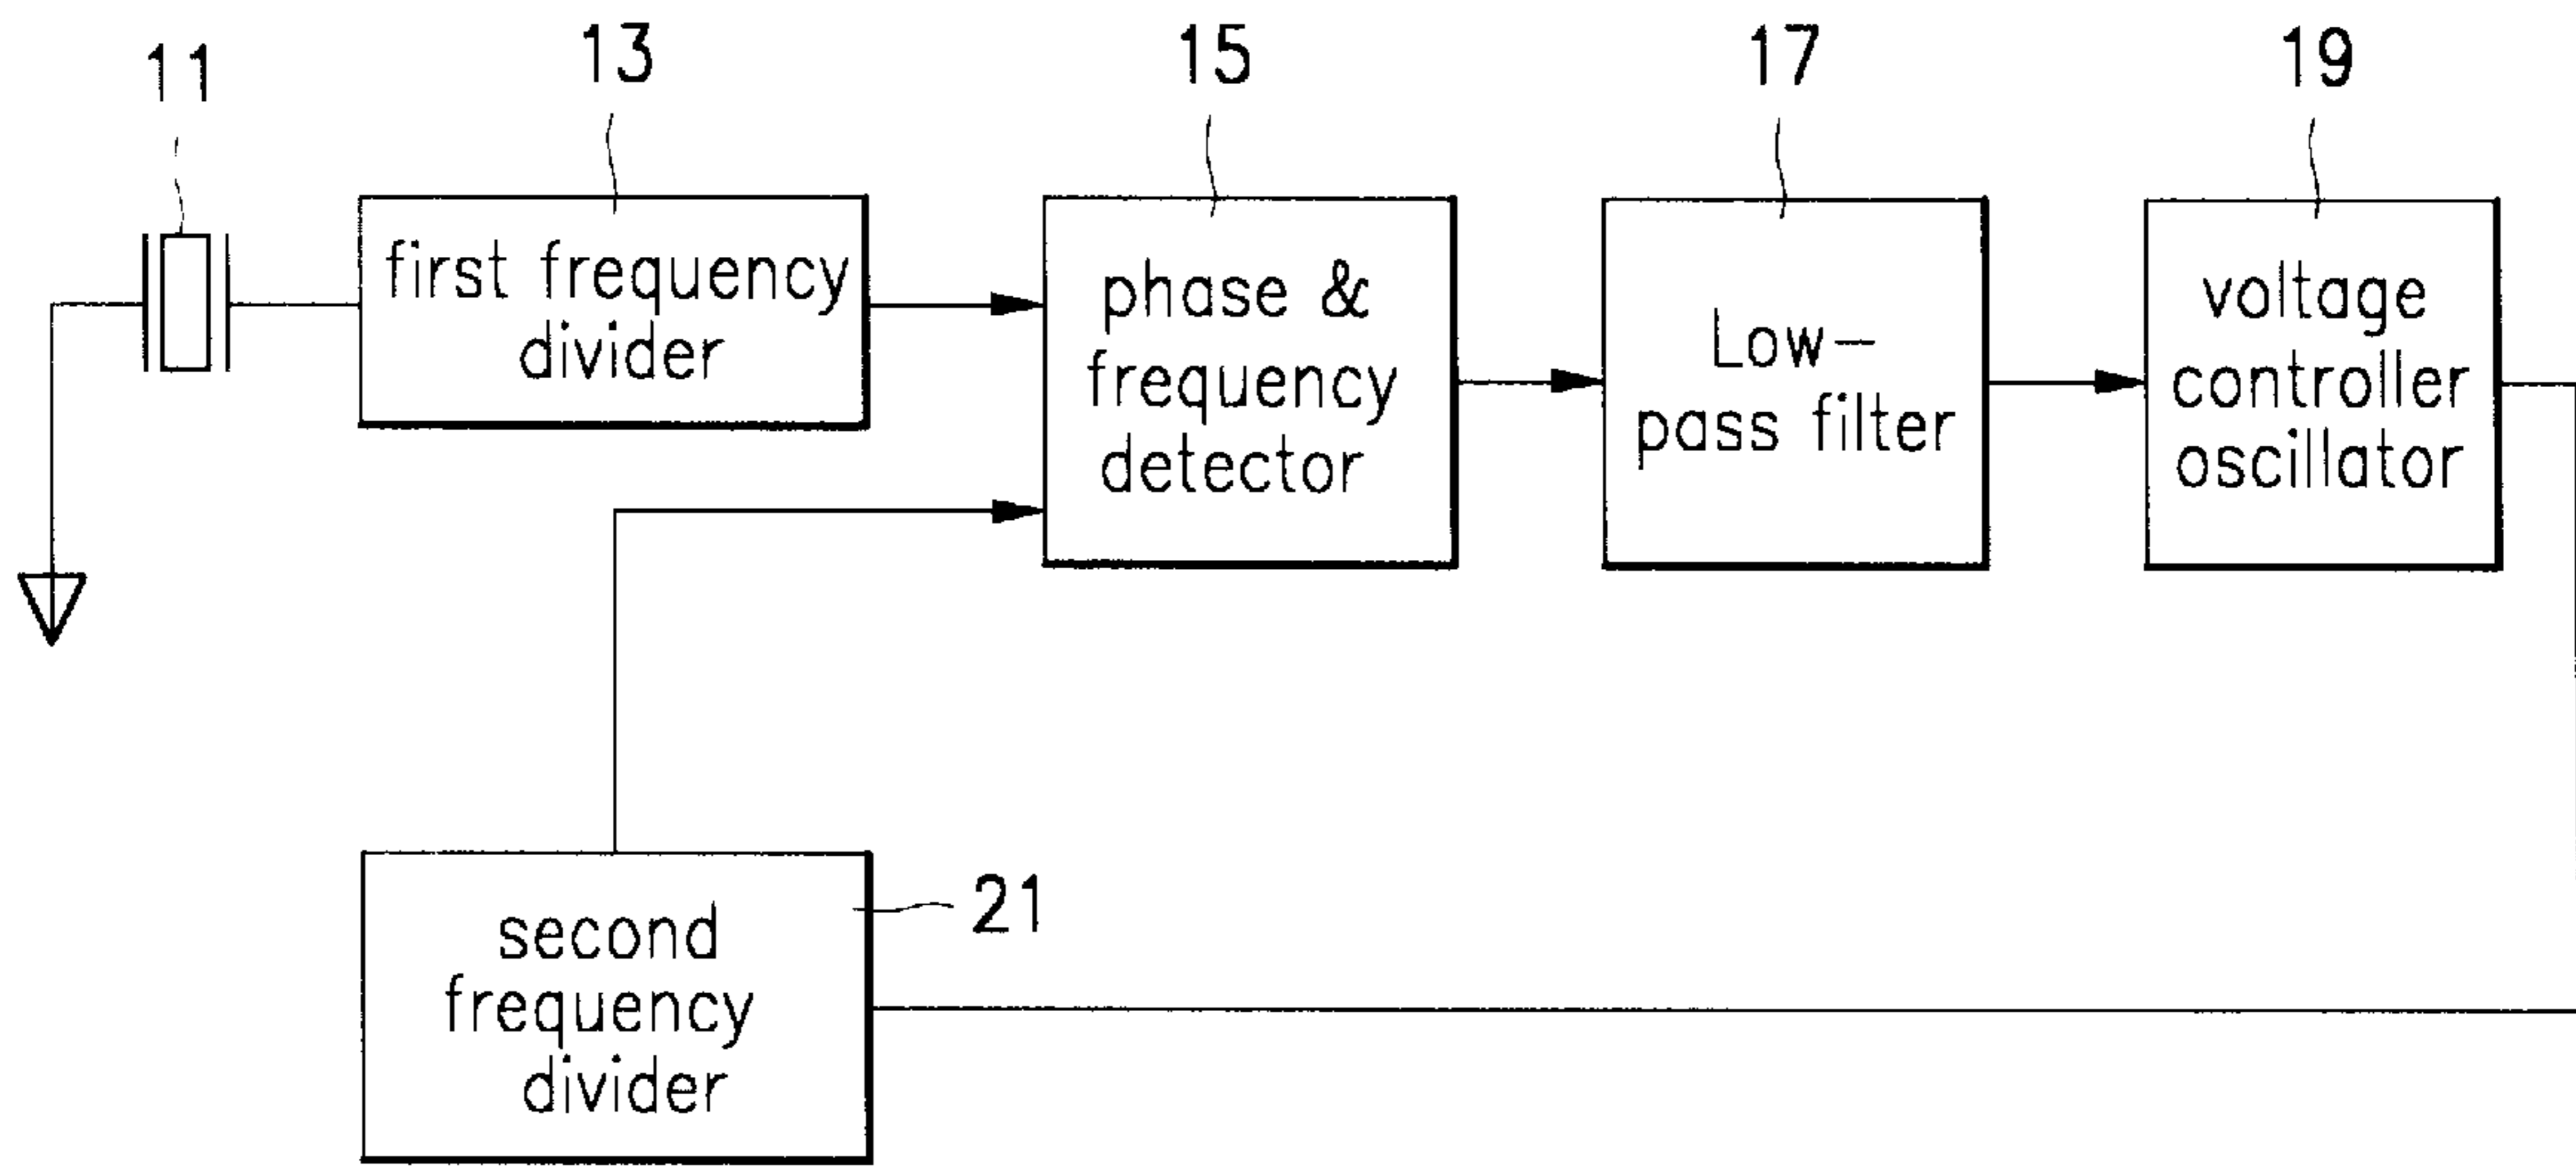 11
13
15
17
19
first frequency
divider
phase &
frequency
detector
Low-
pass filter
voltage
controller
oscillator
21
second
frequency
divider